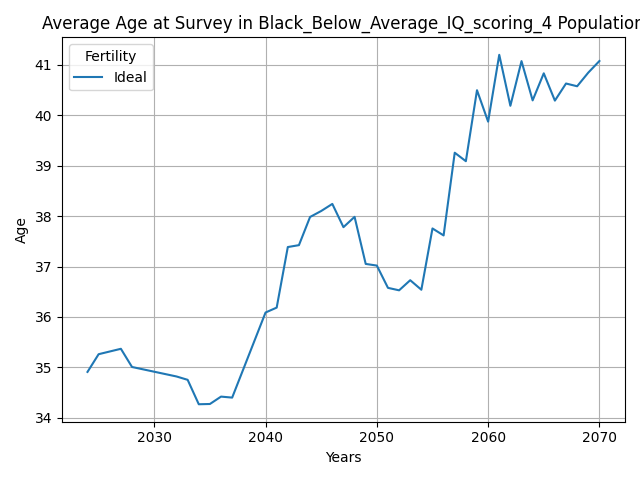 Average Age at Survey in Black_Below_Average_IQ_scoring_4 Population
Fertility
Ideal
Age
41
40
39
38
37
36
35
34
2030
2040
2050
2060
2070
Years